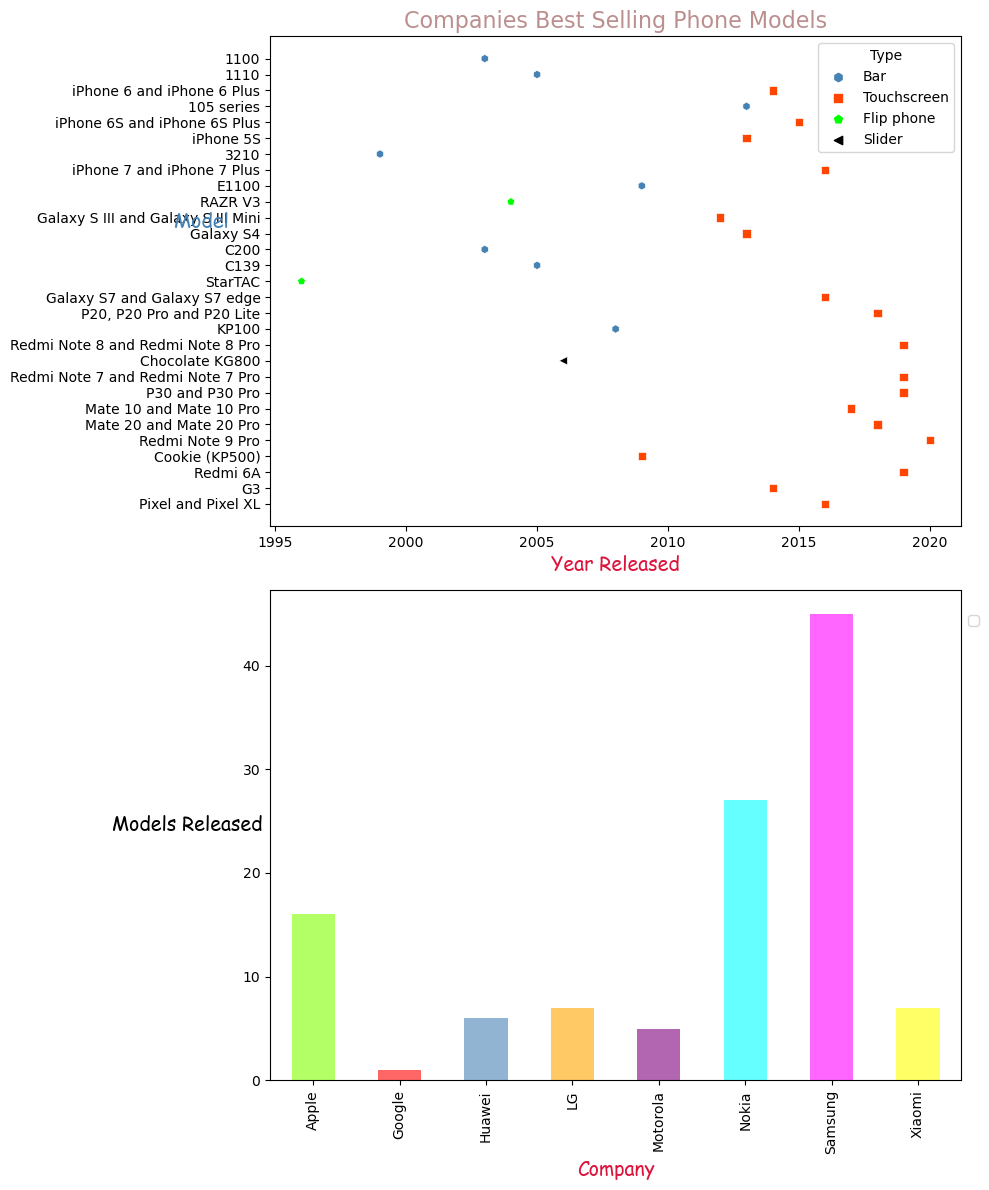 Companies Best Selling Phone Models
Type
Bar
Touchscreen
Flip phone
Slider
Model
1100
1110
iPhone 6 and iPhone 6 Plus
105 series
iPhone 6S and iPhone 6S Plus
iPhone 5S
3210
iPhone 7 and iPhone 7 Plus
E1100
RAZR V3
Galaxy S III and Galaxy S III Mini
Galaxy S4
C200
C139
StarTAC
Galaxy S7 and Galaxy S7 edge
P20, P20 Pro and P20 Lite
KP100
Redmi Note 8 and Redmi Note 8 Pro
Chocolate KG800
Redmi Note 7 and Redmi Note 7 Pro
P30 and P30 Pro
Mate 10 and Mate 10 Pro
Mate 20 and Mate 20 Pro
Redmi Note 9 Pro
Cookie (KP500)
Redmi 6A
G3
Pixel and Pixel XL
1995 2000 2005 2010 2015 2020
Year Released
Models Released
40
30
20
10
0
Apple Google Huawei LG Motorola Nokia Samsung Xiaomi
Company